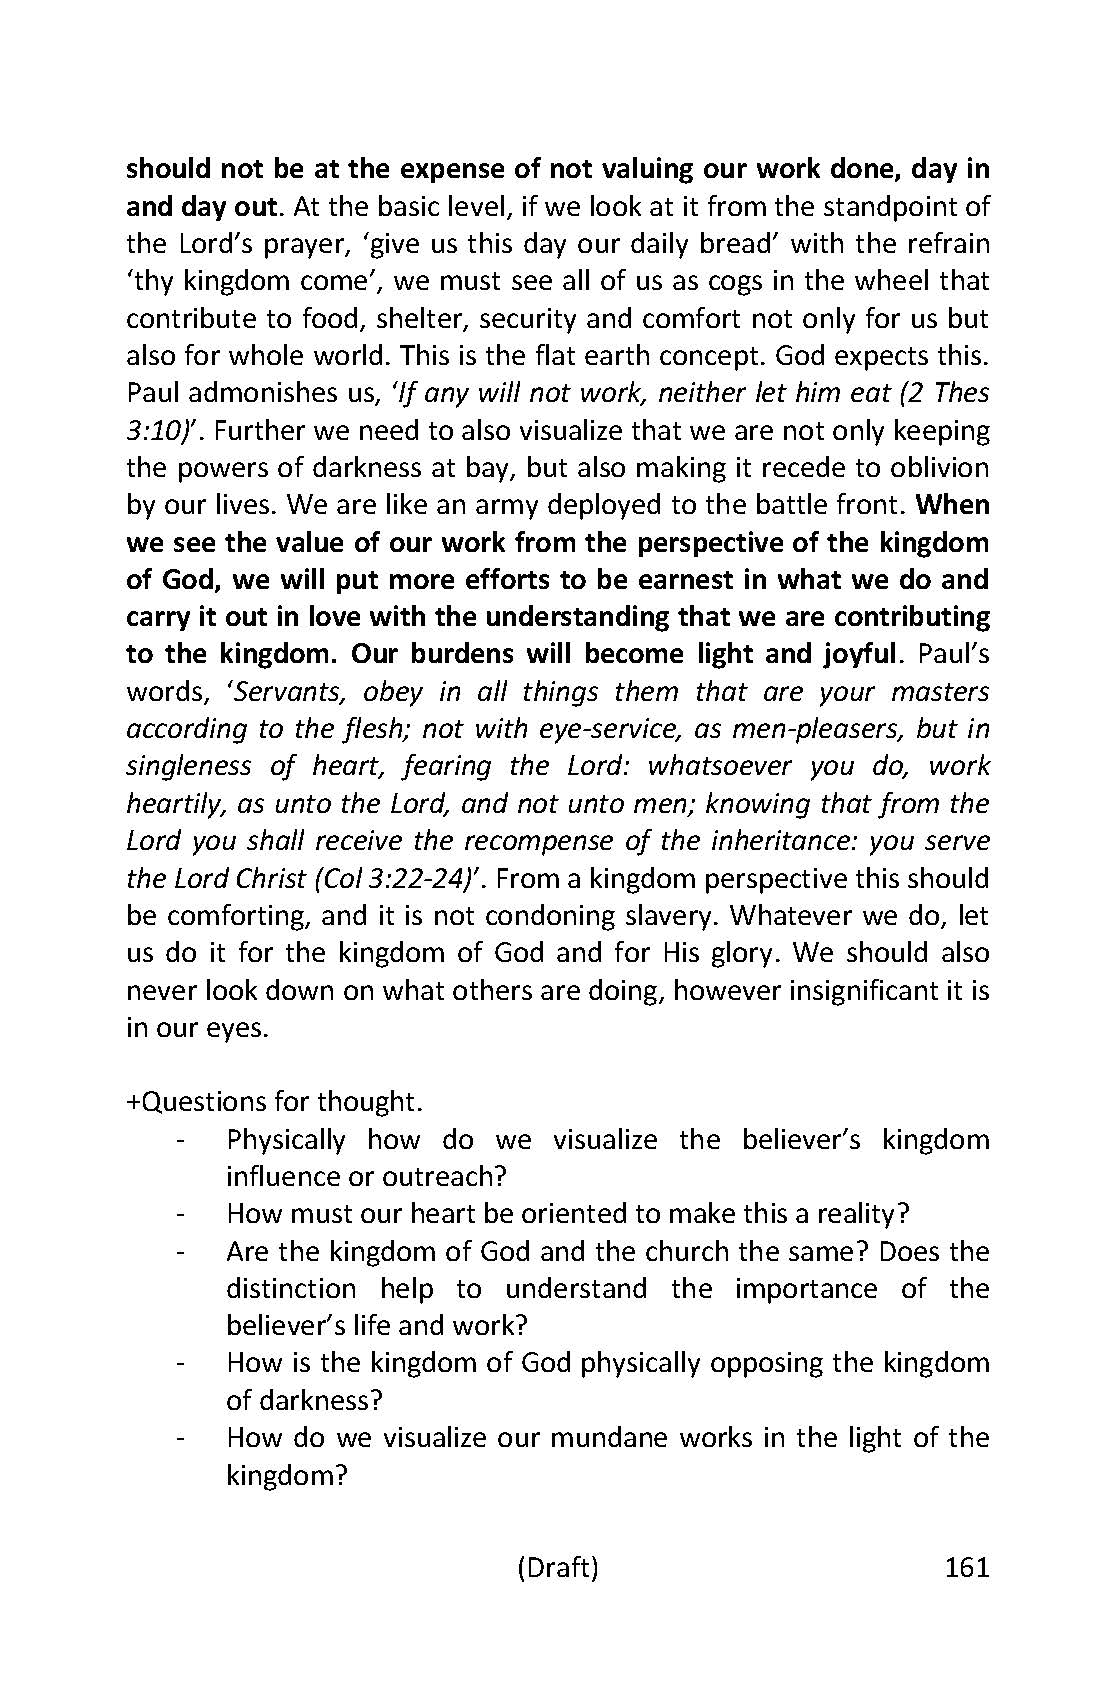 should not be at the expense of not valuing our work done, day in
and day out. At the basic level, if we look at it from the standpoint of
the Lord’s prayer, ‘give us this day our daily bread’ with the refrain
‘thy kingdom come’, we must see all of us as cogs in the wheel that
contribute to food, shelter, security and comfort not only for us but
also for whole world. This is the flat earth concept. God expects this.
Paul admonishes us, ‘If any will not work, neither let him eat (2 Thes
3:10)’. Further we need to also visualize that we are not only keeping
the powers of darkness at bay, but also making it recede to oblivion
by our lives. We are like an army deployed to the battle front. When
we see the value of our work from the perspective of the kingdom
of God, we will put more efforts to be earnest in what we do and
carry it out in love with the understanding that we are contributing
to the kingdom. Our burdens will become light and joyful. Paul’s
words, ‘Servants, obey in all things them that are your masters
according to the flesh; not with eye-service, as men-pleasers, but in
singleness of heart, fearing the Lord: whatsoever you do, work
heartily, as unto the Lord, and not unto men; knowing that from the
Lord you shall receive the recompense of the inheritance: you serve
the Lord Christ (Col 3:22-24)’. From a kingdom perspective this should
be comforting, and it is not condoning slavery. Whatever we do, let
us do it for the kingdom of God and for His glory. We should also
never look down on what others are doing, however insignificant it is
in our eyes.
+Questions for thought.
- Physically how do we visualize the believer’s kingdom
influence or outreach?
- How must our heart be oriented to make this a reality?
- Are the kingdom of God and the church the same? Does the
distinction help to understand the importance of the
believer’s life and work?
- How is the kingdom of God physically opposing the kingdom
of darkness?
- How do we visualize our mundane works in the light of the
kingdom?
(Draft) 161